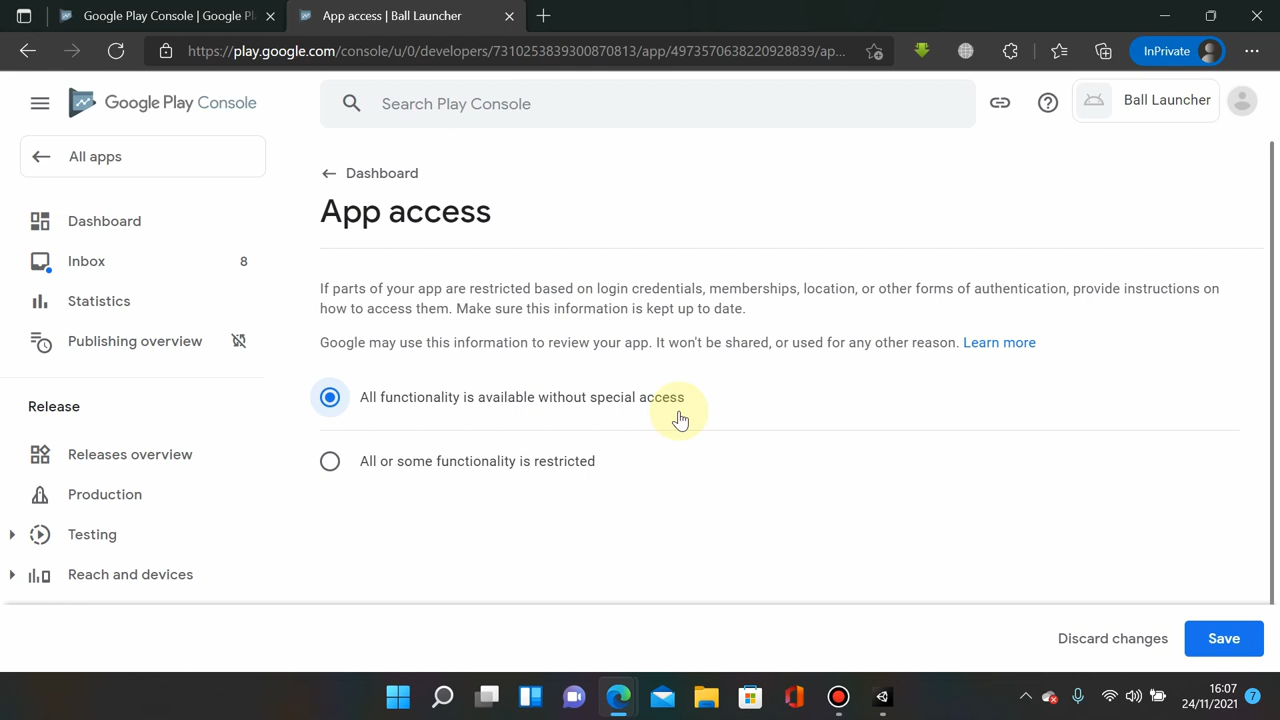 Google Play Console | Google Pl
App access | Ball Launcher
https://play.google.com/console/u/0/developers/7310253839300870813/app/4973570638220928839/ap...
InPrivate
Google Play Console
Search Play Console
Ball Launcher
All apps
Dashboard
Inbox 8
Statistics
Publishing overview
Release
Releases overview
Production
Testing
Reach and devices
Dashboard
App access
If parts of your app are restricted based on login credentials, memberships, location, or other forms of authentication, provide instructions on
how to access them. Make sure this information is kept up to date.
Google may use this information to review your app. It won't be shared, or used for any other reason. Learn more
All functionality is available without special access
All or some functionality is restricted
Discard changes
Save
16:07
24/11/2021
7